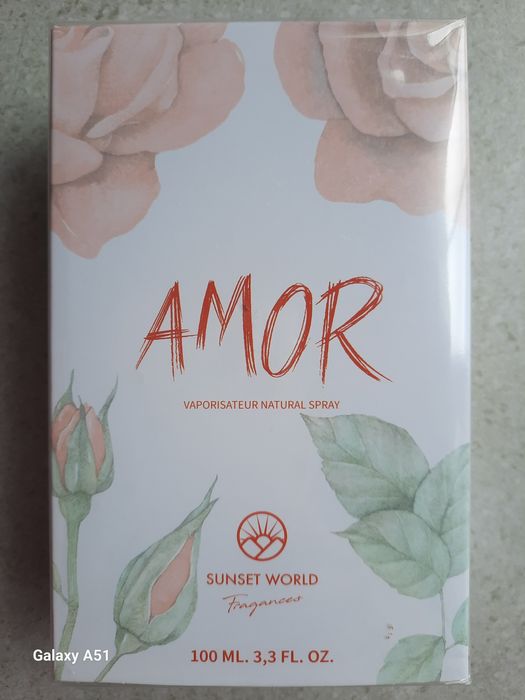 AMOR
VAPORISATEUR NATURAL SPRAY
SUNSET WORLD
Fragances
100 ML. 3,3 FL. OZ.
Galaxy A51